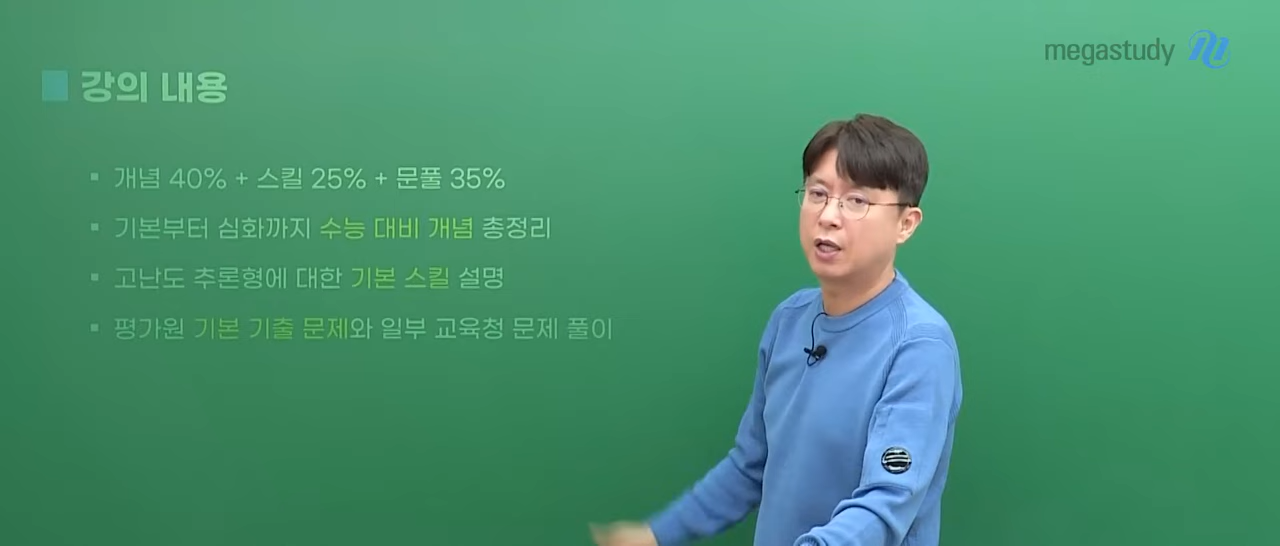 megastudy
강의 내용
▪ 개념 40% + 스킬 25% + 문풀 35%
▪ 기본부터 심화까지 수능 대비 개념 총정리
▪ 고난도 추론형에 대한 기본 스킬 설명
▪ 평가원 기본 기출 문제와 일부 교육청 문제 풀이